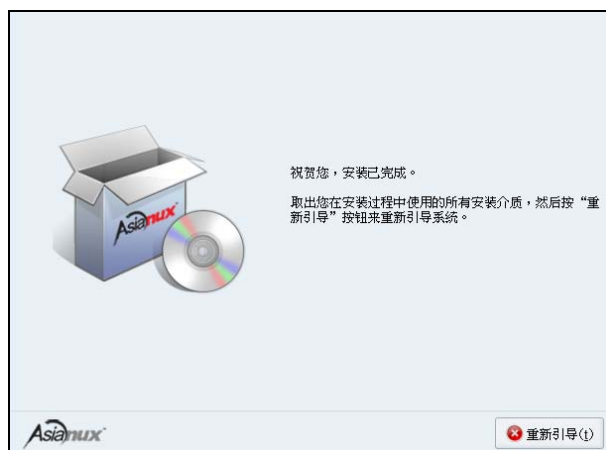 祝贺您，安装已完成。
取出您在安装过程中使用的所有安装介质，然后按“重
新引导”按钮来重新引导系统。
Asianux
Asianux
重新引导(t)